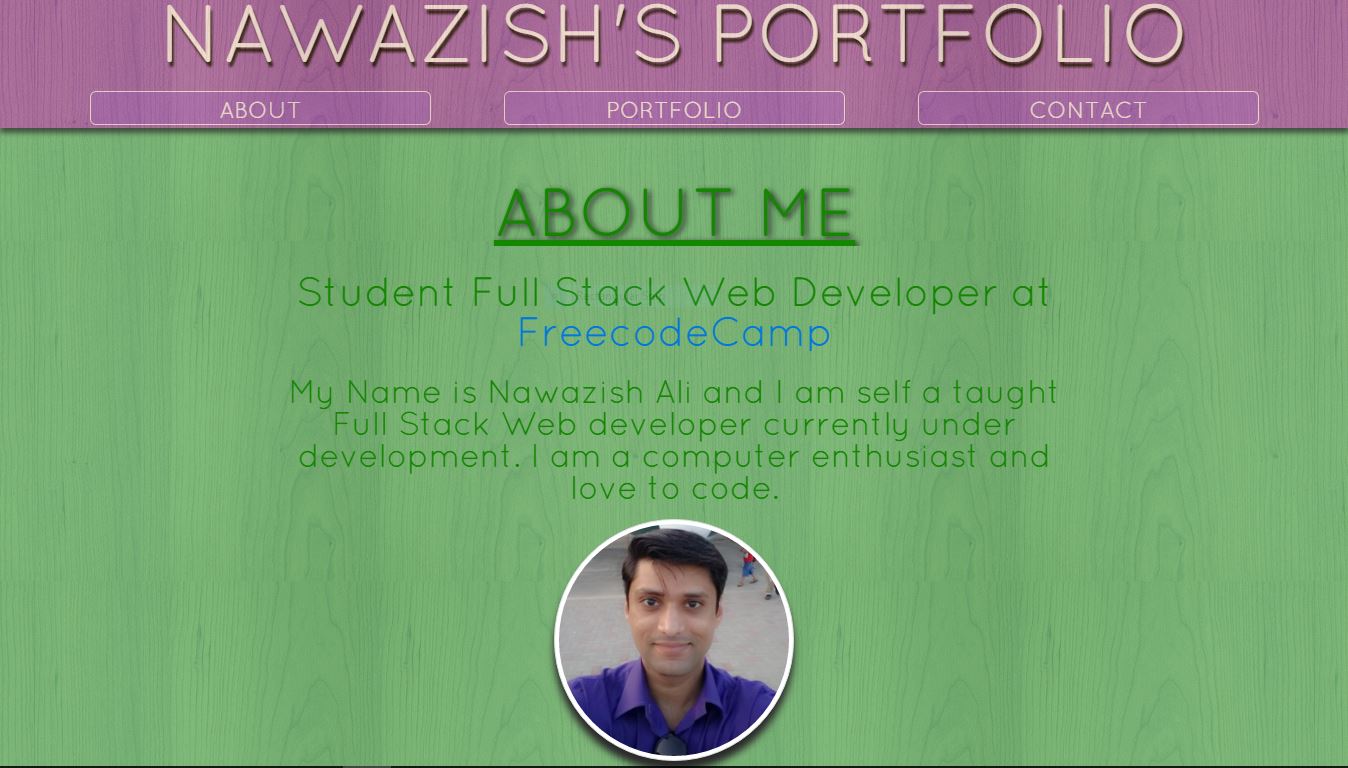 NAWAZISH'S PORTFOLIO
ABOUT PORTFOLIO CONTACT
ABOUT ME
Student Full Stack Web Developer at
FreecodeCamp
My Name is Nawazish Ali and I am self a taught
Full Stack Web developer currently under
development. I am a computer enthusiast and
love to code.